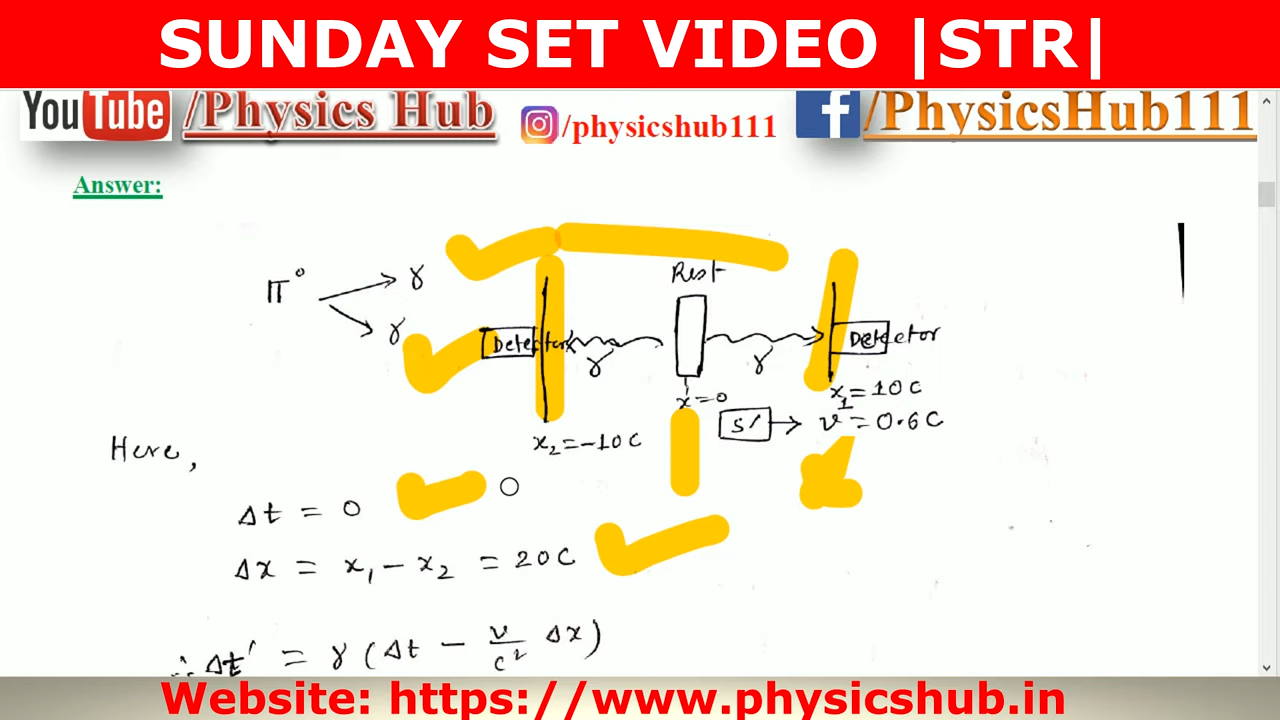 SUNDAY SET VIDEO |STR|
YouTube /Physics Hub /physicshub111 f /PhysicsHub111
Answer:
π° γ Rest
γ Detector γ γ Detector
x=0 x₁=10C
x₂=-10C S' → v=0.6C
Here,
Δt = 0
Δx = x₁ - x₂ = 20C
∴ Δt' = γ (Δt - v/c² Δx)
Website: https://www.physicshub.in